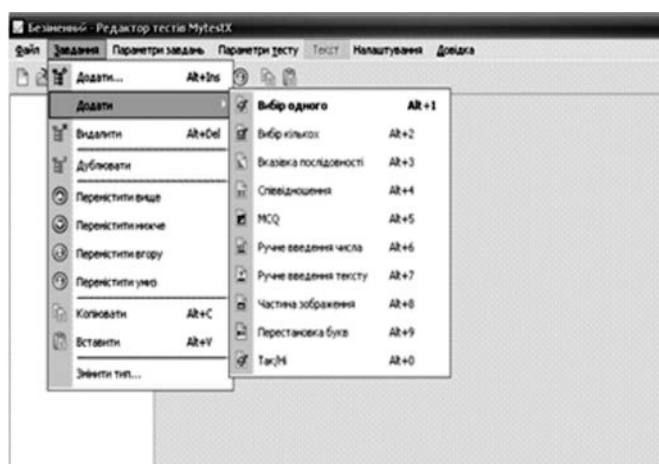 Безіменний - Редактор тестів MytestX
Файл Завдання Параметри завдань Параметри тесту Текст Налаштування Довідка
Додати... Alt+Ins
Додати
Видалити Alt+Del
Дублювати
Перемістити вище
Перемістити нижче
Перемістити вгору
Перемістити униз
Копіювати Alt+C
Вставити Alt+V
Змінити тип...
Вибір одного Alt+1
Вибір кількох Alt+2
Вказівка послідовності Alt+3
Співвідношення Alt+4
MCQ Alt+5
Ручне введення числа Alt+6
Ручне введення тексту Alt+7
Частина зображення Alt+8
Перестановка букв Alt+9
Так/Ні Alt+0